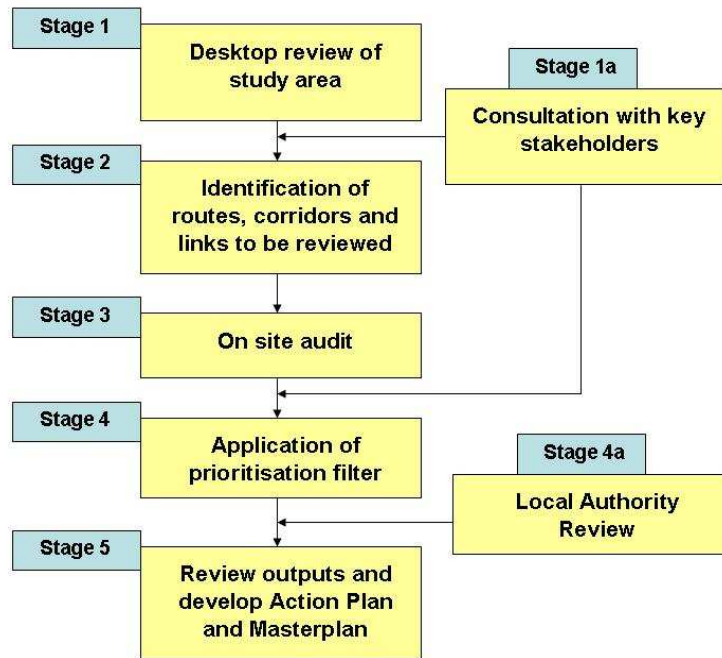 Stage 1
Desktop review of
study area
Stage 1a
Consultation with key
stakeholders
Stage 2
Identification of
routes, corridors and
links to be reviewed
Stage 3
On site audit
Stage 4
Application of
prioritisation filter
Stage 4a
Local Authority
Review
Stage 5
Review outputs and
develop Action Plan
and Masterplan